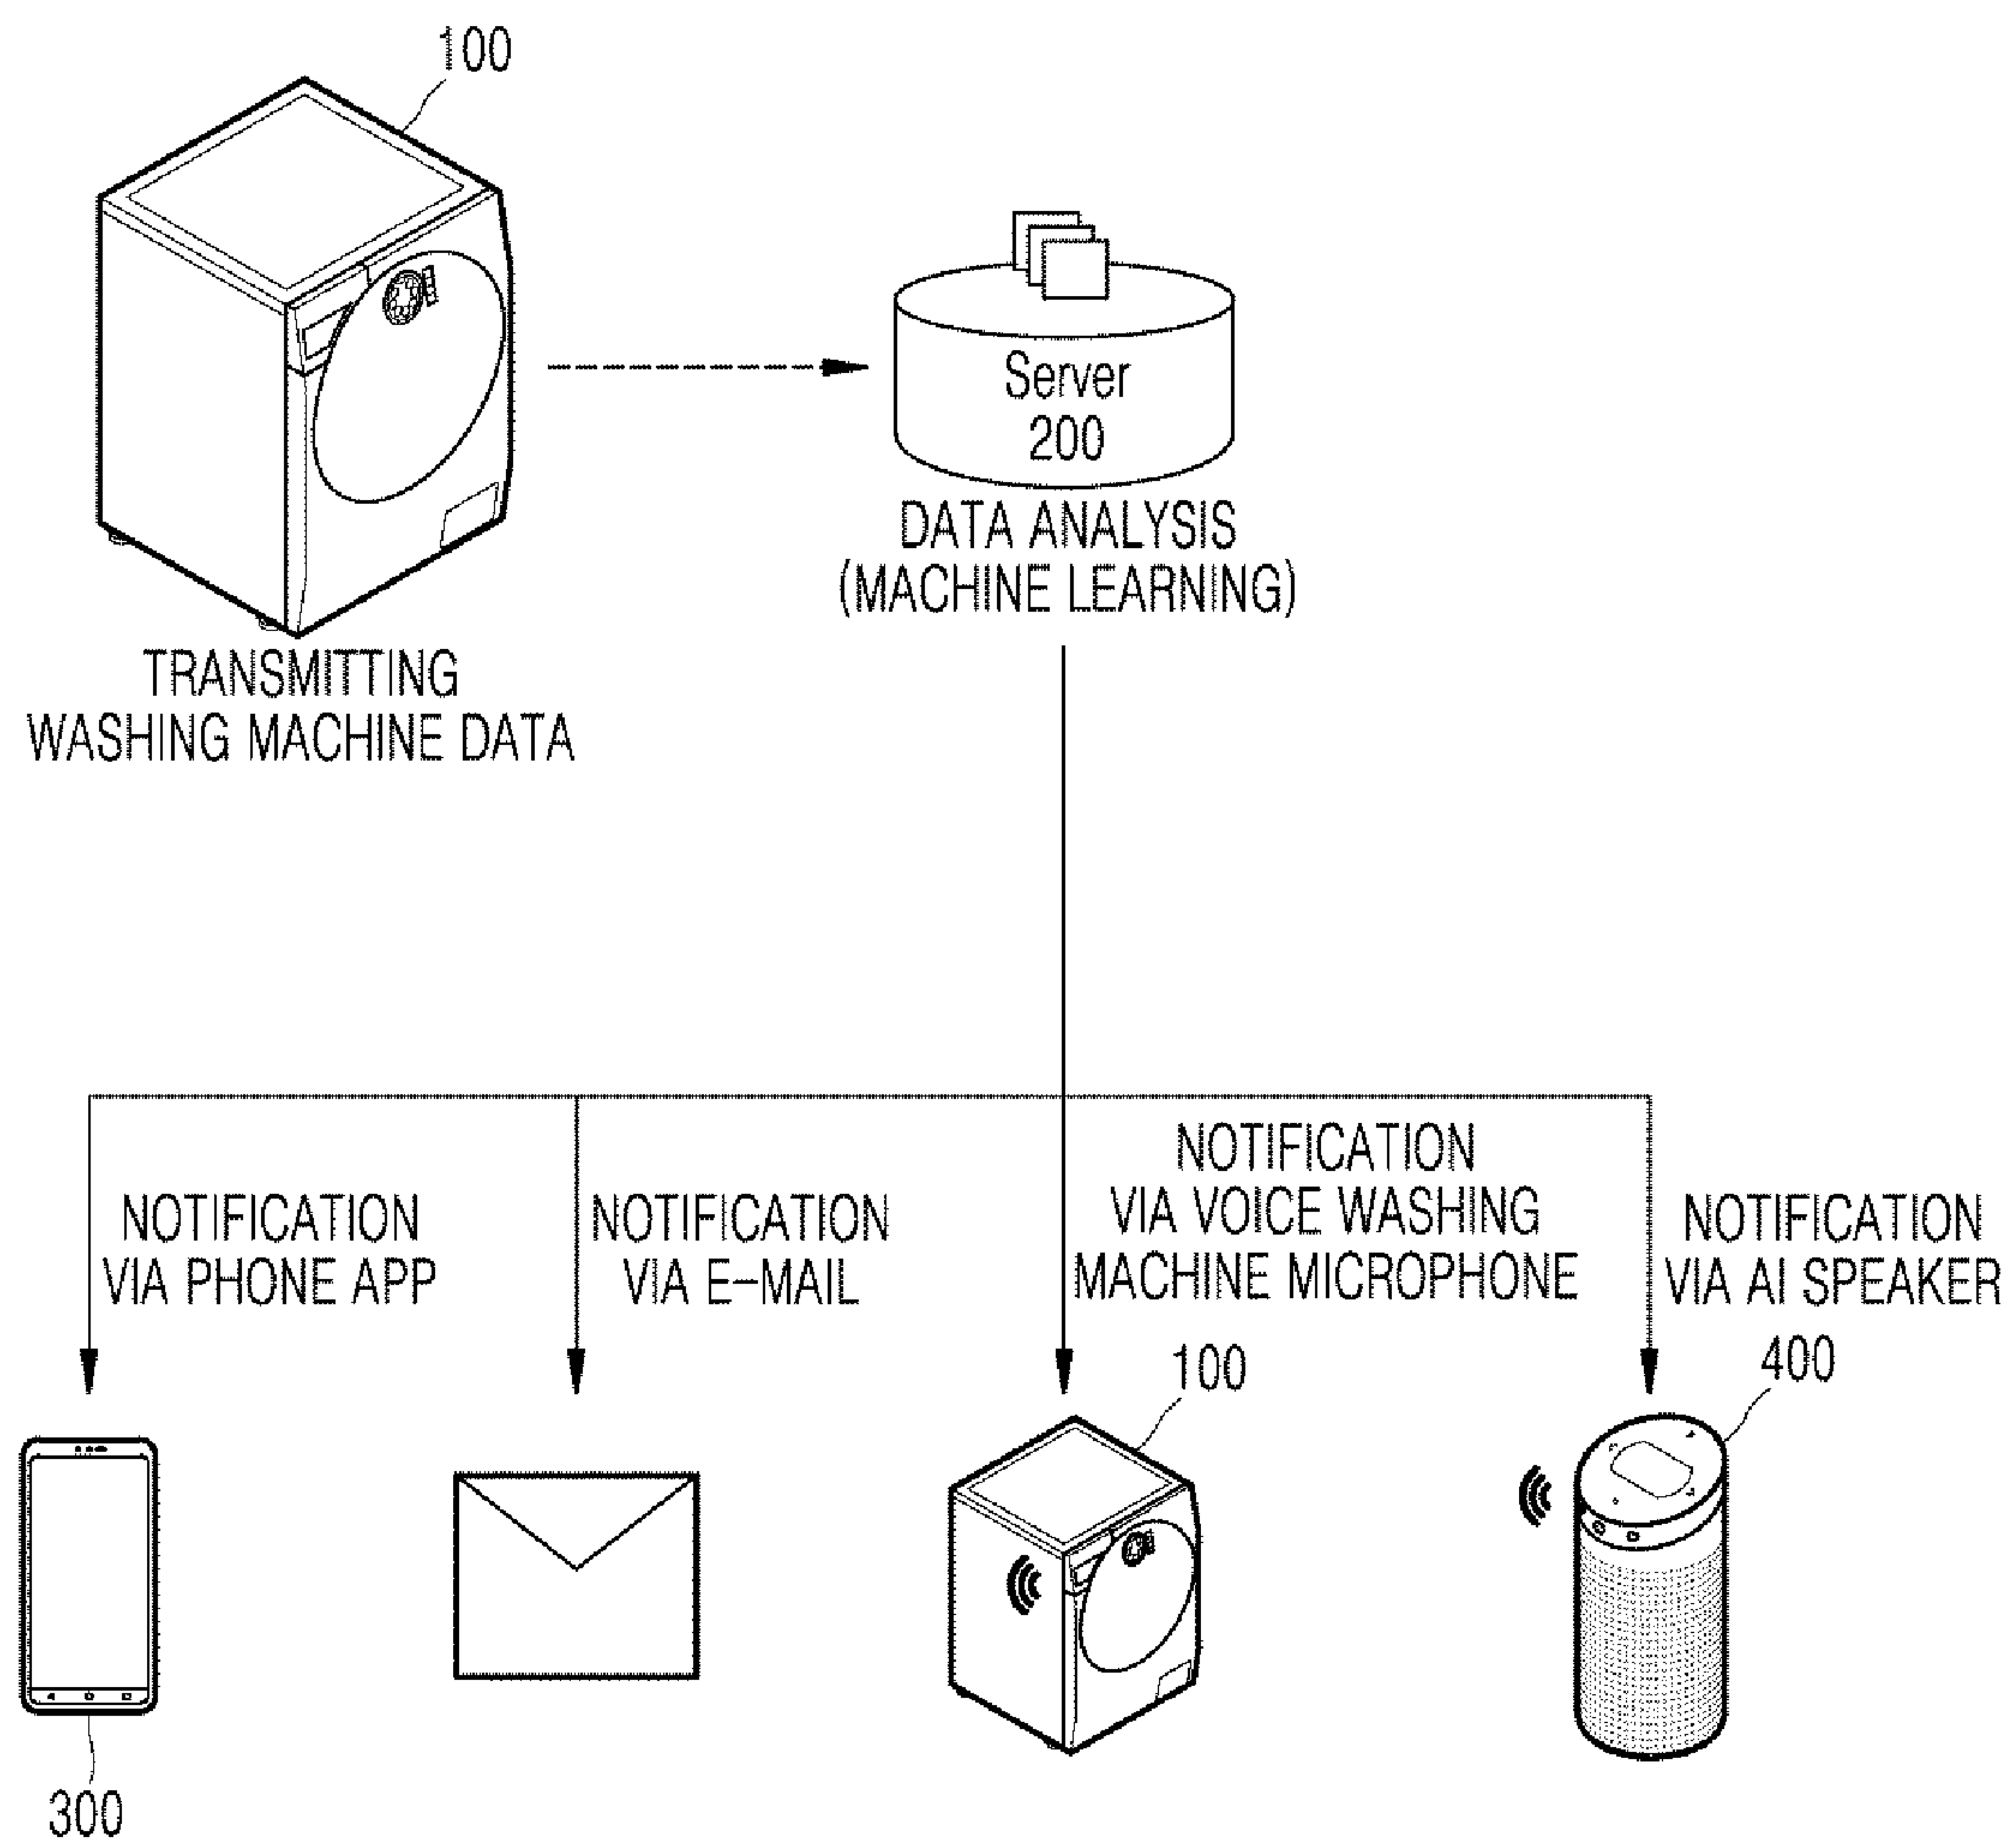 100
Server
200
DATA ANALYSIS
(MACHINE LEARNING)
TRANSMITTING
WASHING MACHINE DATA
NOTIFICATION
VIA PHONE APP
NOTIFICATION
VIA E-MAIL
NOTIFICATION
VIA VOICE WASHING
MACHINE MICROPHONE
NOTIFICATION
VIA AI SPEAKER
100
400
300